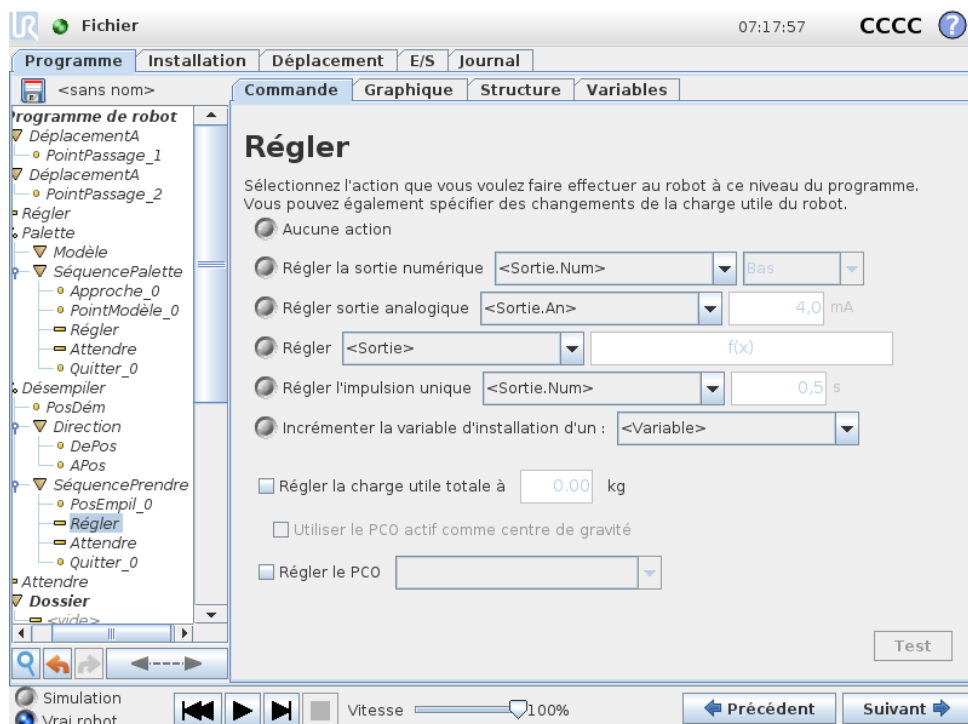 UR Fichier 07:17:57 CCCC ?
Programme Installation Déplacement E/S Journal
<sans nom>
Commande Graphique Structure Variables
Programme de robot
DéplacementA
PointPassage_1
DéplacementA
PointPassage_2
Régler
Palette
Modèle
SéquencePalette
Approche_0
PointModèle_0
Régler
Attendre
Quitter_0
Désempiler
PosDém
Direction
DePos
APos
SéquencePrendre
PosEmpil_0
Régler
Attendre
Quitter_0
Attendre
Dossier
<vide>
Régler
Sélectionnez l'action que vous voulez faire effectuer au robot à ce niveau du programme.
Vous pouvez également spécifier des changements de la charge utile du robot.
Aucune action
Régler la sortie numérique <Sortie.Num> Bas
Régler sortie analogique <Sortie.An> 4,0 mA
Régler <Sortie> f(x)
Régler l'impulsion unique <Sortie.Num> 0,5 s
Incrémenter la variable d'installation d'un : <Variable>
Régler la charge utile totale à 0.00 kg
Utiliser le PCO actif comme centre de gravité
Régler le PCO
Test
Simulation
Vrai robot
Vitesse 100%
Précédent Suivant